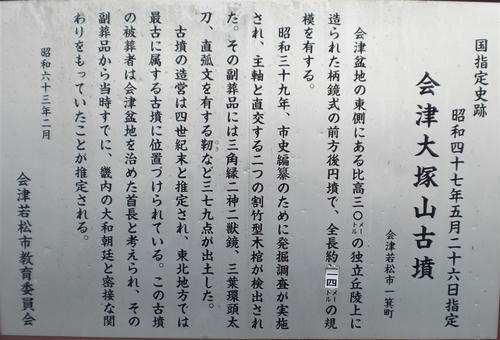 国指定史跡
昭和四十七年五月二十六日指定
会津大塚山古墳
会津若松市一箕町
会津盆地の東側にある比高三〇メートルの独立丘陵上に
造られた柄鏡式の前方後円墳で、全長約一一四メートルの規
模を有する。
昭和三十九年、市史編纂のために発掘調査が実施
され、主軸と直交する二つの割竹型木棺が検出され
た。その副葬品には三角縁二神二獣鏡、三葉環頭太
刀、直弧文を有する靭など三七九点が出土した。
古墳の造営は四世紀末と推定され、東北地方では
最古に属する古墳に位置づけられている。この古墳
の被葬者は会津盆地を治めた首長と考えられ、その
副葬品から当時すでに、畿内の大和朝廷と密接な関
わりをもっていたことが推定される。
昭和六十三年二月
会津若松市教育委員会